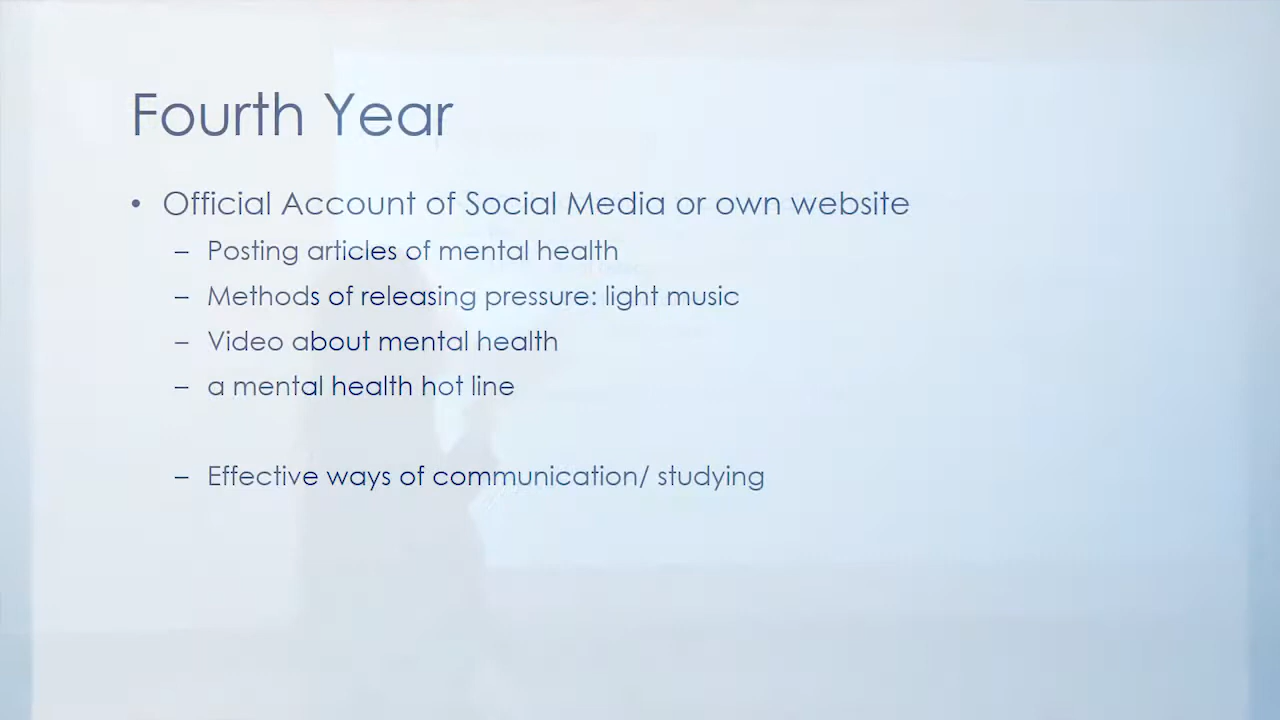 Fourth Year
• Official Account of Social Media or own website
– Posting articles of mental health
– Methods of releasing pressure: light music
– Video about mental health
– a mental health hot line
– Effective ways of communication/ studying